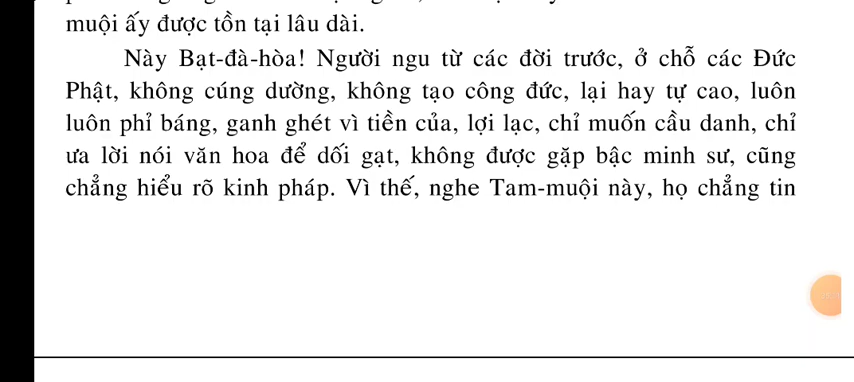 muội ấy được tồn tại lâu dài.
Này Bạt-đà-hòa! Người ngu từ các đời trước, ở chỗ các Đức
Phật, không cúng dường, không tạo công đức, lại hay tự cao, luôn
luôn phỉ báng, ganh ghét vì tiền của, lợi lạc, chỉ muốn cầu danh, chỉ
ưa lời nói văn hoa để dối gạt, không được gặp bậc minh sư, cũng
chẳng hiểu rõ kinh pháp. Vì thế, nghe Tam-muội này, họ chẳng tin